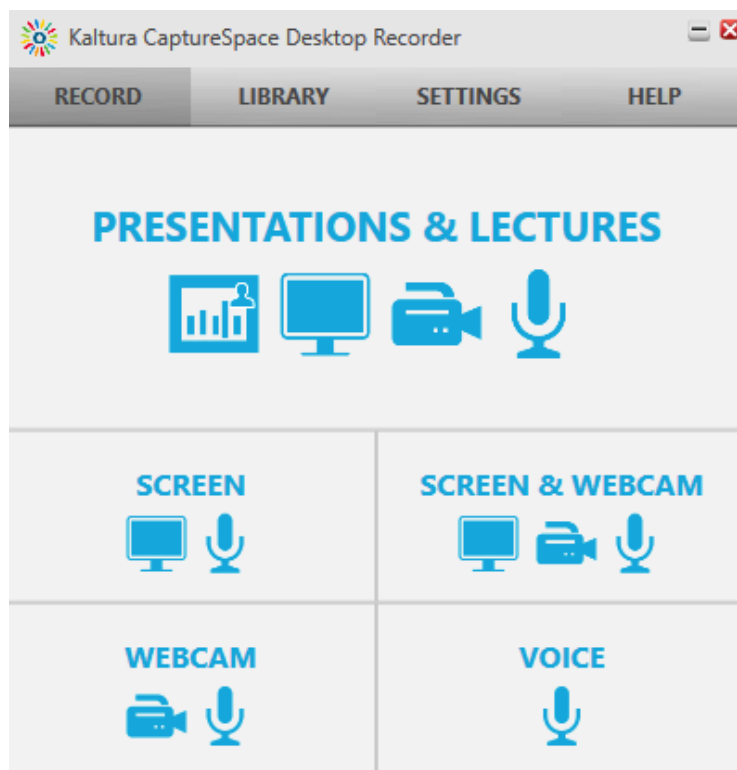 Kaltura CaptureSpace Desktop Recorder
RECORD LIBRARY SETTINGS HELP
PRESENTATIONS & LECTURES
SCREEN SCREEN & WEBCAM
WEBCAM VOICE